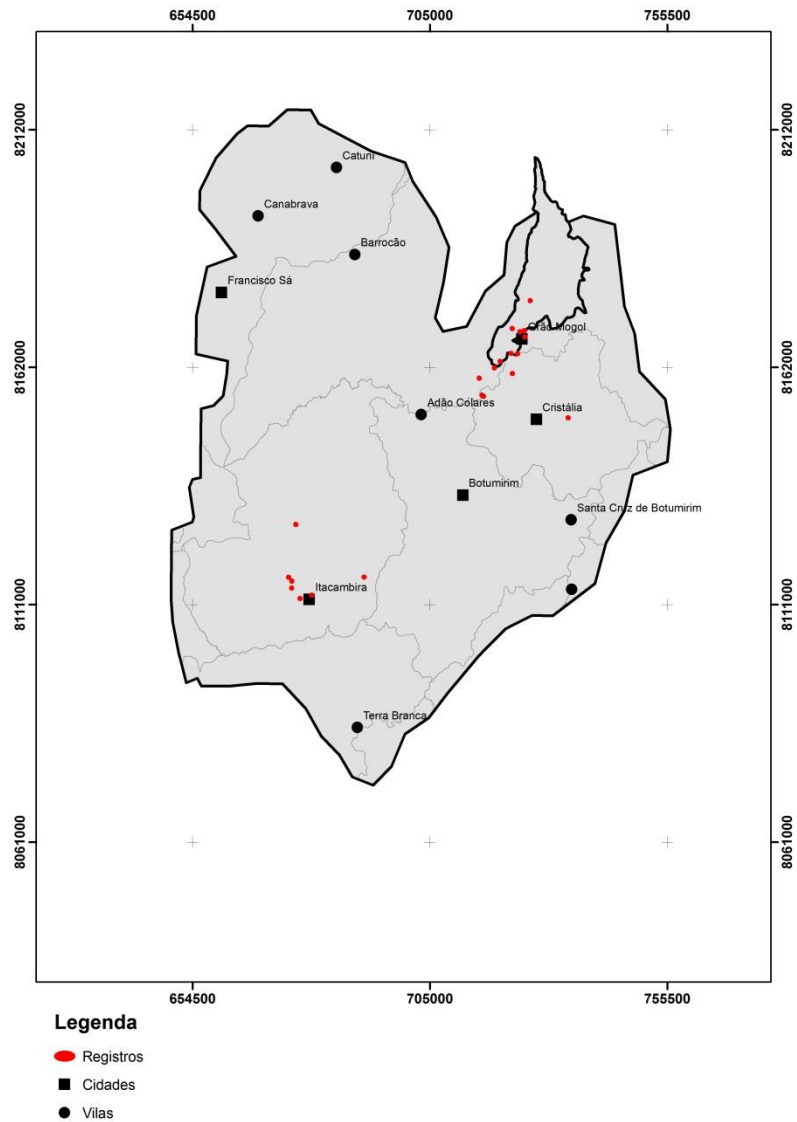 654500 705000 755500
8212000 8212000
Catuni
Canabrava
Barrocão
Francisco Sá
Grão Mogol
8162000 8162000
Adão Colares
Cristália
Botumirim
Santa Cruz de Botumirim
Itacambira
8111000 8111000
Terra Branca
8061000 8061000
654500 705000 755500
Legenda
Registros
Cidades
Vilas